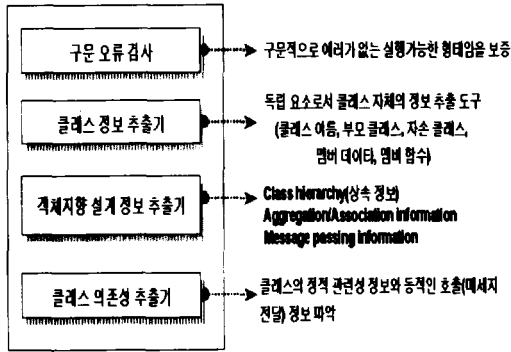 구문 오류 검사
구문적으로 에러가 없는 실행가능한 형태임을 보증
클래스 정보 추출기
독립 요소로서 클래스 자체의 정보 추출 도구
(클래스 이름, 부모 클래스, 자손 클래스,
멤버 데이타, 멤버 함수)
객체지향 설계 정보 추출기
Class hierarchy(상속 정보)
Aggregation/Association information
Message passing information
클래스 의존성 추출기
클래스의 정적 관련성 정보와 동적인 호출(메세지
전달) 정보 파악